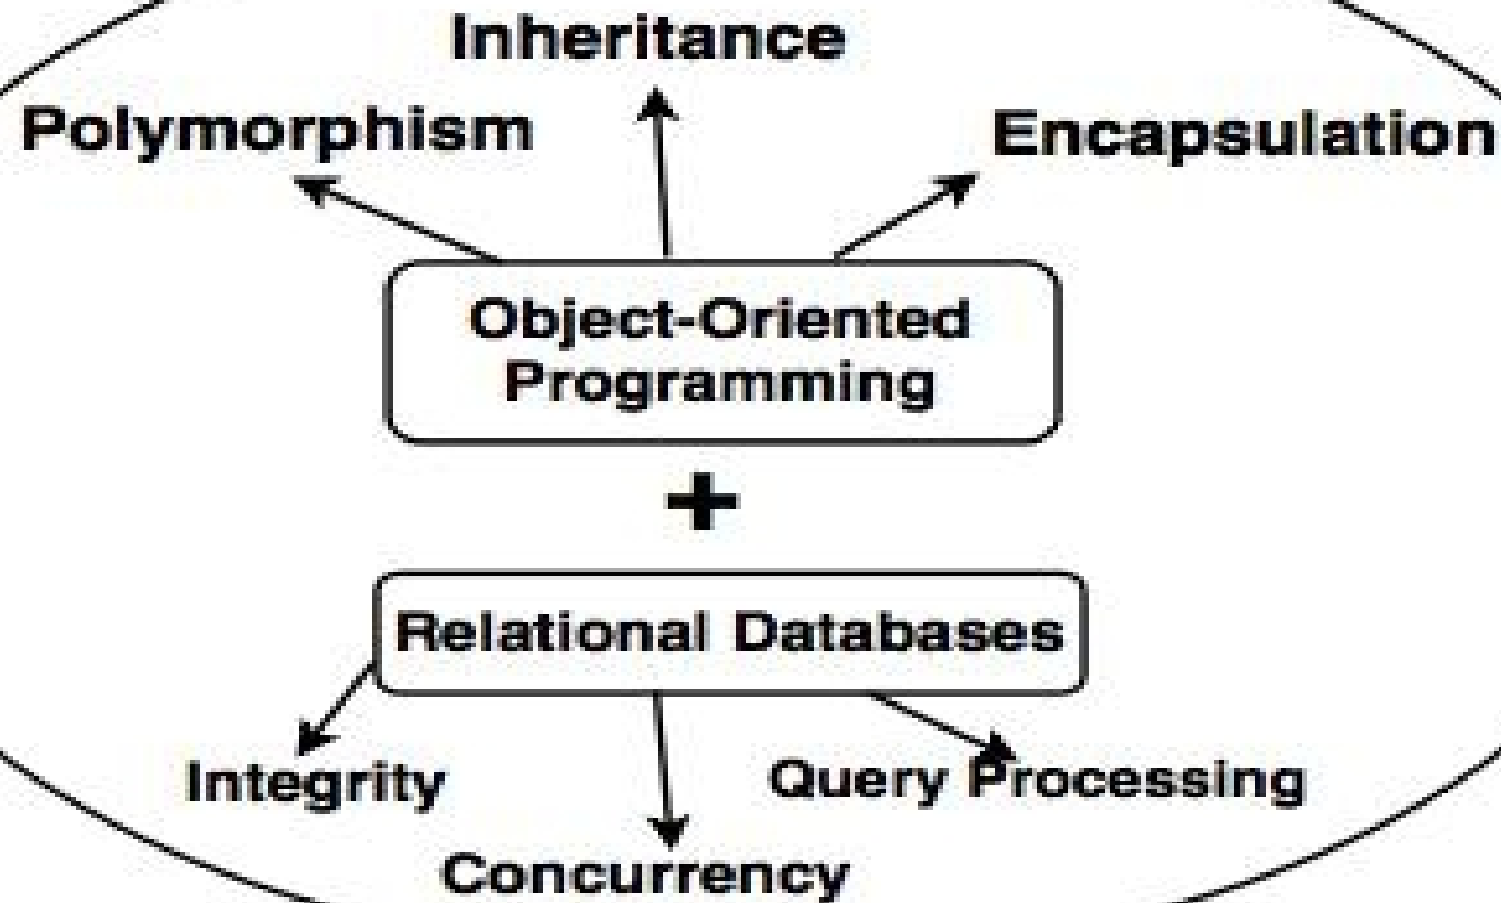 Inheritance
Polymorphism
Encapsulation
Object-Oriented
Programming
+
Relational Databases
Integrity
Query Processing
Concurrency